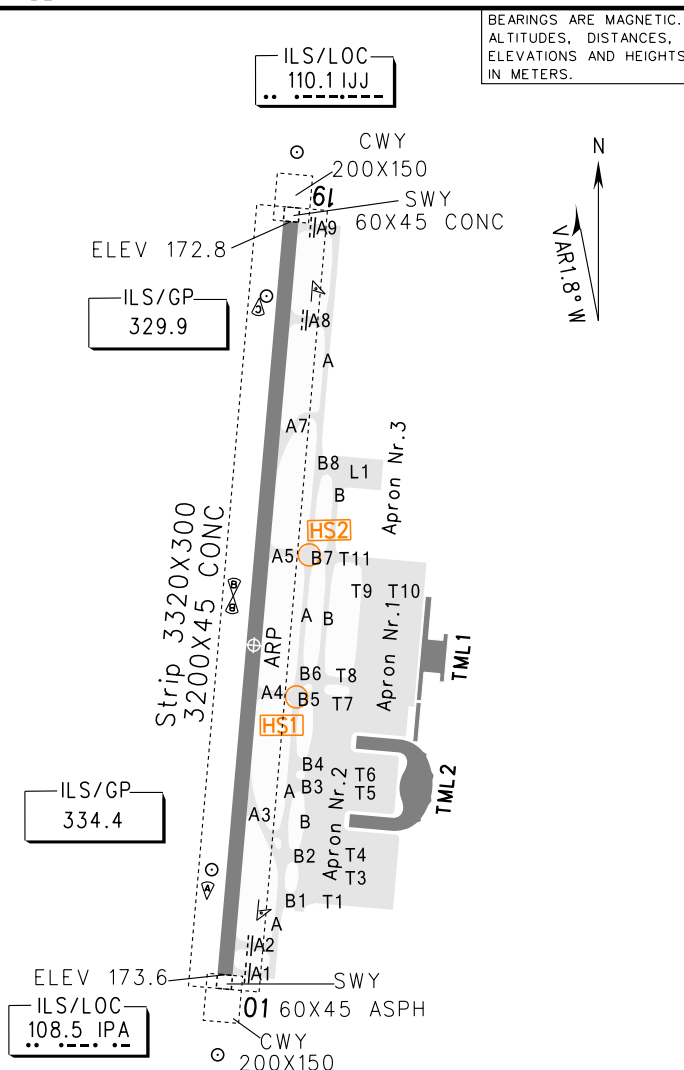 BEARINGS ARE MAGNETIC.
ALTITUDES, DISTANCES,
ELEVATIONS AND HEIGHTS
IN METERS.
ILS/LOC
110.1 IJJ
CWY
200X150
N
VAR1.8° W
19
SWY
60X45 CONC
A9
ELEV 172.8
ILS/GP
329.9
A8
A
A7
B8
L1
B
Apron Nr.3
Strip 3320X300
3200X45 CONC
HS2
A5
B7
T11
T9
T10
A
B
Apron Nr.1
TML1
ARP
B6
T8
A4
B5
T7
HS1
B4
B3
T6
T5
A
Apron Nr.2
TML2
ILS/GP
334.4
A3
B
B2
T4
T3
B1
T1
A
A2
A1
ELEV 173.6
SWY
01
60X45 ASPH
ILS/LOC
108.5 IPA
CWY
200X150